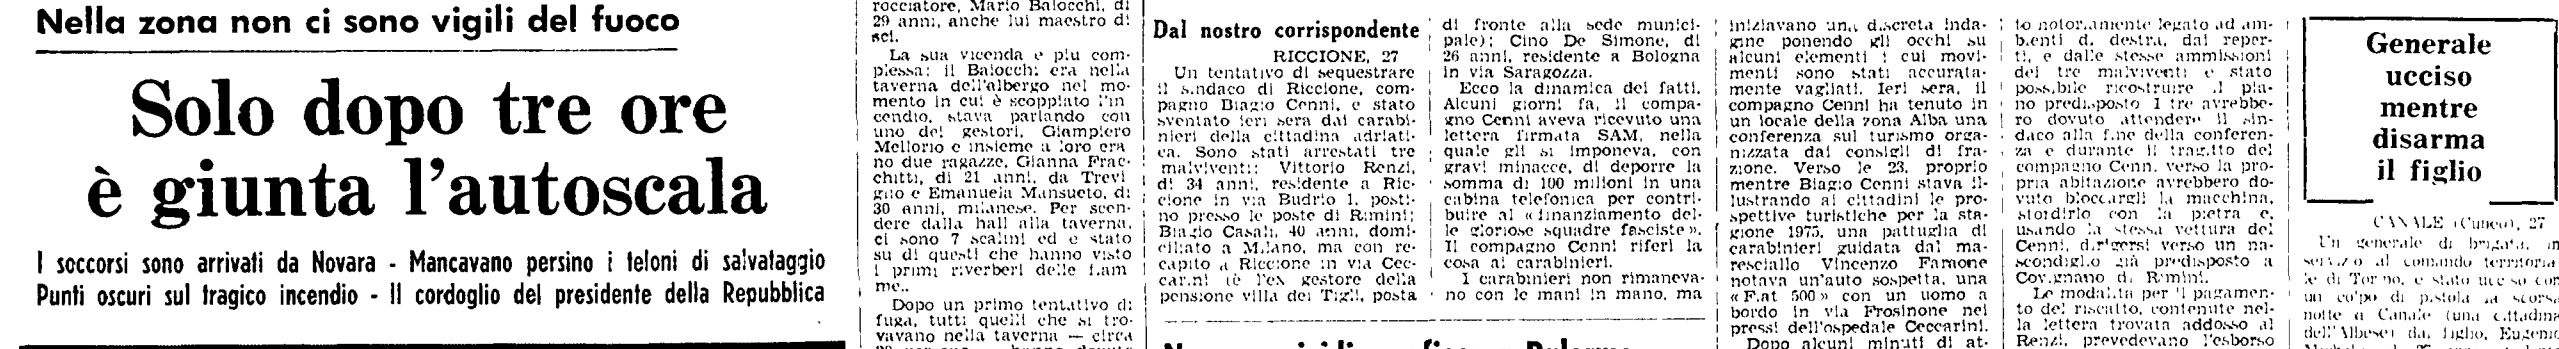 Nella zona non ci sono vigili del fuoco
Solo dopo tre ore
è giunta l'autoscala
I soccorsi sono arrivati da Novara - Mancavano persino i teloni di salvataggio
Punti oscuri sul tragico incendio - Il cordoglio del presidente della Repubblica
rocciatore, Mario Balocchi, di
29 anni, anche lui maestro di
sci.
La sua vicenda e più com-
plessa: il Balocchi era nella
taverna dell'albergo nel mo-
mento in cui è scoppiato l'in
cendio, stava parlando con
uno dei gestori, Giampiero
Mellorio e insieme a loro era
no due ragazze, Gianna Frac-
chitti, di 21 anni, da Trevi
glio e Emanuela Mansueto, di
30 anni, milanese. Per scen-
dere dalla hall alla taverna,
ci sono 7 scalini ed e stato
su di questi che hanno visto
i primi riverberi delle fiam
me..
Dopo un primo tentativo di
fuga, tutti quelli che si tro-
vavano nella taverna — circa
Dal nostro corrispondente
RICCIONE, 27
Un tentativo di sequestrare
il sindaco di Riccione, com-
pagno Biagio Cenni, e stato
sventato ieri sera dai carabi-
nieri della cittadina adriati-
ca. Sono stati arrestati tre
malviventi: Vittorio Renzi,
di 34 anni, residente a Ric-
cione in via Budrio 1, posti-
no presso le poste di Rimini;
Biagio Casali, 40 anni, domi-
ciliato a Milano, ma con re-
capito a Riccione in via Cec-
carini (è l'ex gestore della
pensione villa dei Tigli, posta
di fronte alla sede munici-
pale); Cino De Simone, di
26 anni, residente a Bologna
in via Saragozza.
Ecco la dinamica dei fatti.
Alcuni giorni fa, il compa-
gno Cenni aveva ricevuto una
lettera firmata SAM, nella
quale gli si imponeva, con
gravi minacce, di deporre la
somma di 100 milioni in una
cabina telefonica per contri-
buire al « finanziamento del-
le gloriose squadre fasciste ».
Il compagno Cenni riferì la
cosa ai carabinieri.
I carabinieri non rimaneva-
no con le mani in mano, ma
iniziavano una discreta inda-
gine ponendo gli occhi su
alcuni elementi i cui movi-
menti sono stati accurata-
mente vagliati. Ieri sera, il
compagno Cenni ha tenuto in
un locale della zona Alba una
conferenza sul turismo orga-
nizzata dai consigli di fra-
zione. Verso le 23, proprio
mentre Biagio Cenni stava il-
lustrando ai cittadini le pro-
spettive turistiche per la sta-
gione 1975, una pattuglia di
carabinieri guidata dal ma-
resciallo Vincenzo Famone
notava un'auto sospetta, una
« Fiat 500 » con un uomo a
bordo in via Frosinone nei
pressi dell'ospedale Ceccarini.
Dopo alcuni minuti di at-
to notoriamente legato ad am-
bienti di destra, dai reper-
ti, e dalle stesse ammissioni
dei tre malviventi e stato
possibile ricostruire il pia-
no predisposto I tre avrebbe-
ro dovuto attendere il sin-
daco alla fine della conferen-
za e durante il tragitto del
compagno Cenni verso la pro-
pria abitazione avrebbero do-
vuto bloccargli la macchina,
stordirlo con la pietra e,
usando la stessa vettura del
Cenni, dirigersi verso un na-
scondiglio già predisposto a
Covignano di Rimini.
Le modalità per il pagamen-
to del riscatto, contenute nel-
la lettera trovata addosso al
Renzi, prevedevano l'esborso
Generale
ucciso
mentre
disarma
il figlio
CANALE (Cuneo), 27
Un generale di brigata, in
servizio al comando territoria
le di Torino, e stato ucciso con
un colpo di pistola la scorsa
notte a Canale (una cittadina
dell'Albese) dal figlio, Eugenio